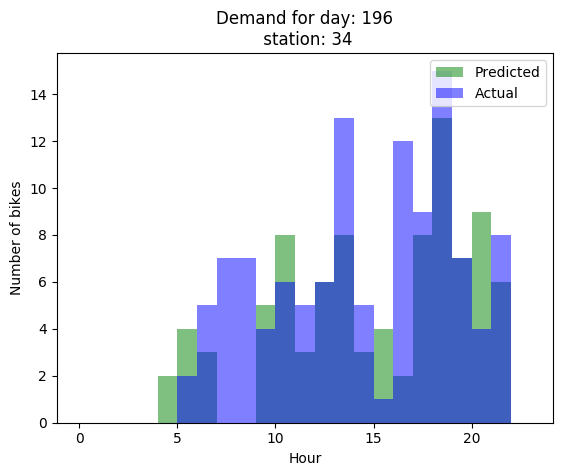 Demand for day: 196
station: 34
Predicted
Actual
Number of bikes
14
12
10
8
6
4
2
0
0 5 10 15 20
Hour